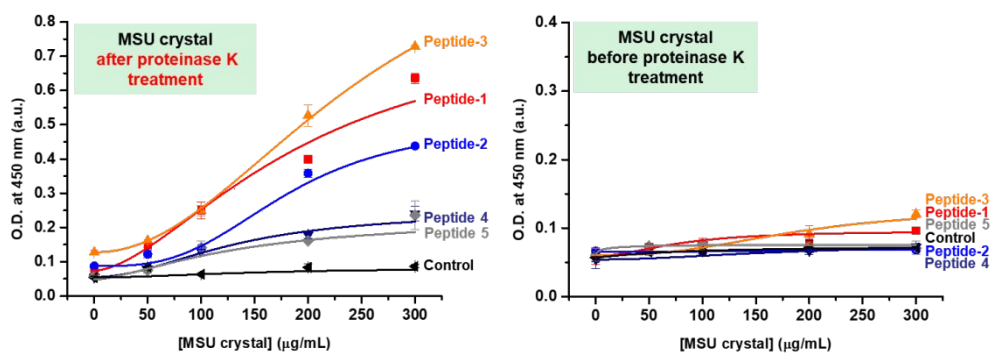 MSU crystal
after proteinase K
treatment
O.D. at 450 nm (a.u.)
0.8
0.7
0.6
0.5
0.4
0.3
0.2
0.1
0.0
0 50 100 150 200 250 300
[MSU crystal] (μg/mL)
Peptide-3
Peptide-1
Peptide-2
Peptide 4
Peptide 5
Control
MSU crystal
before proteinase K
treatment
O.D. at 450 nm (a.u.)
0.4
0.3
0.2
0.1
0.0
0 50 100 150 200 250 300
[MSU crystal] (μg/mL)
Peptide-3
Peptide-1
Peptide 5
Control
Peptide-2
Peptide 4